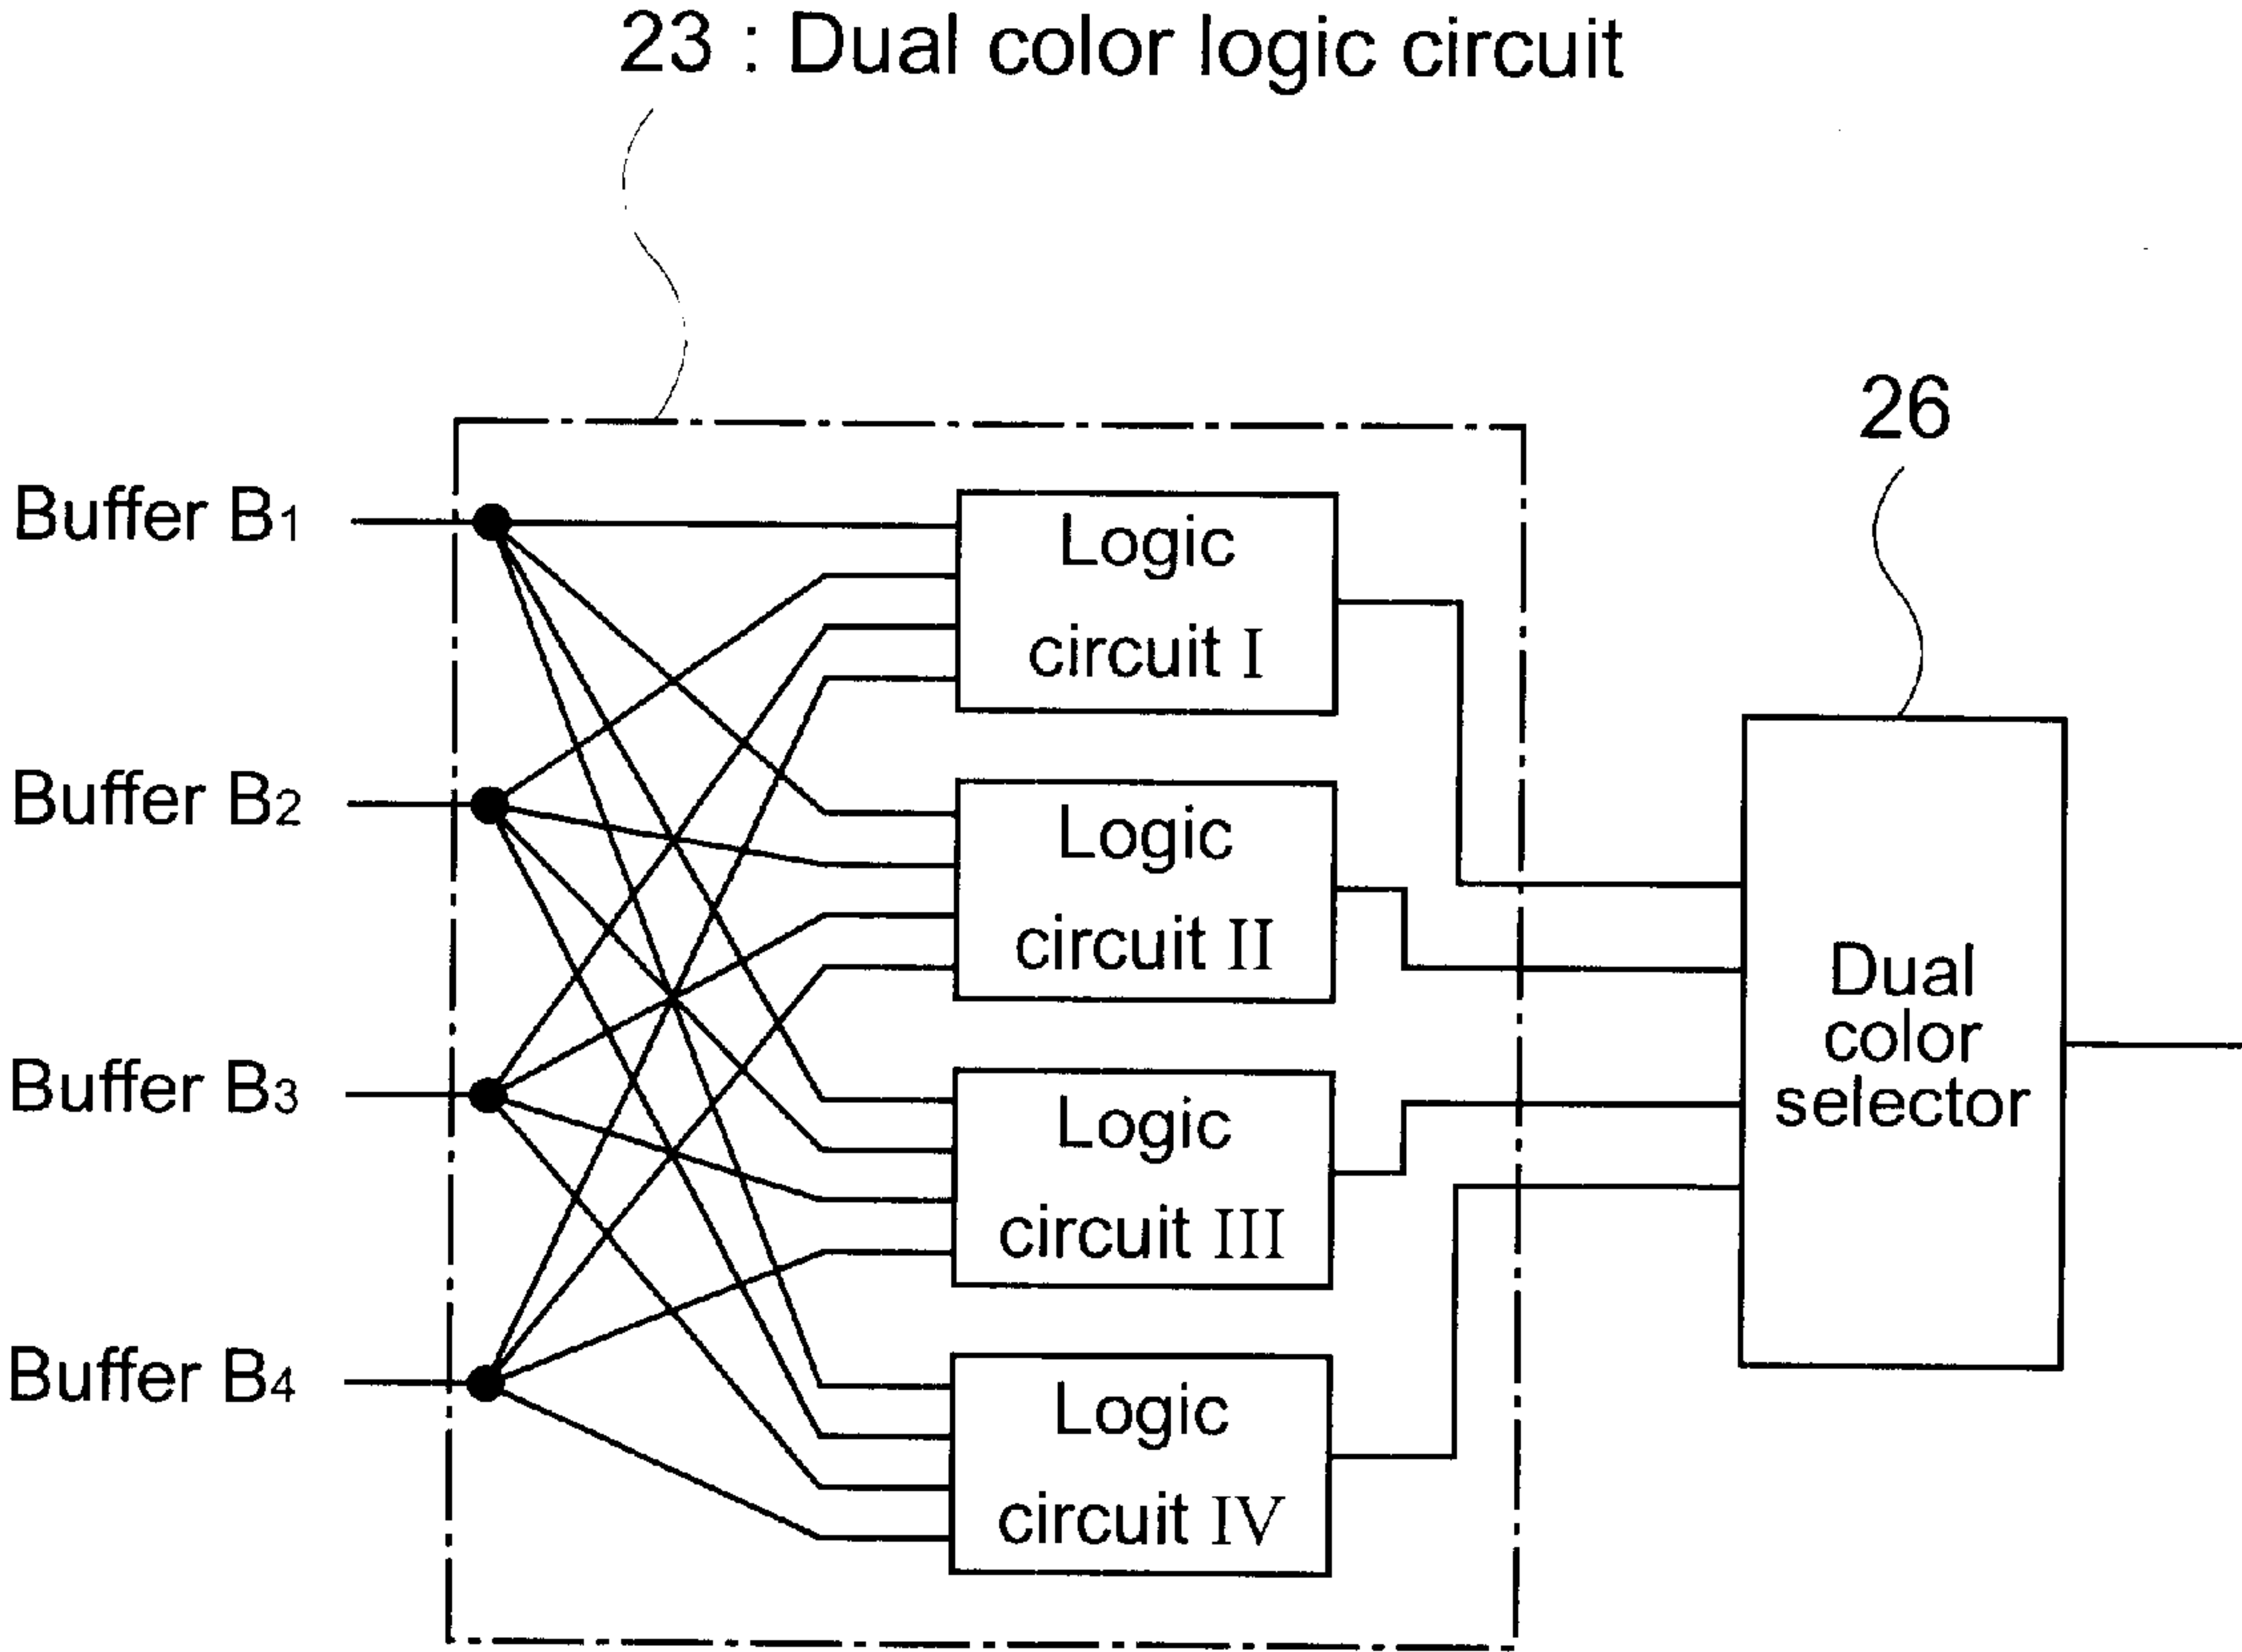 23 : Dual color logic circuit
26
Buffer B1
Buffer B2
Buffer B3
Buffer B4
Logic
circuit I
Logic
circuit II
Logic
circuit III
Logic
circuit IV
Dual
color
selector